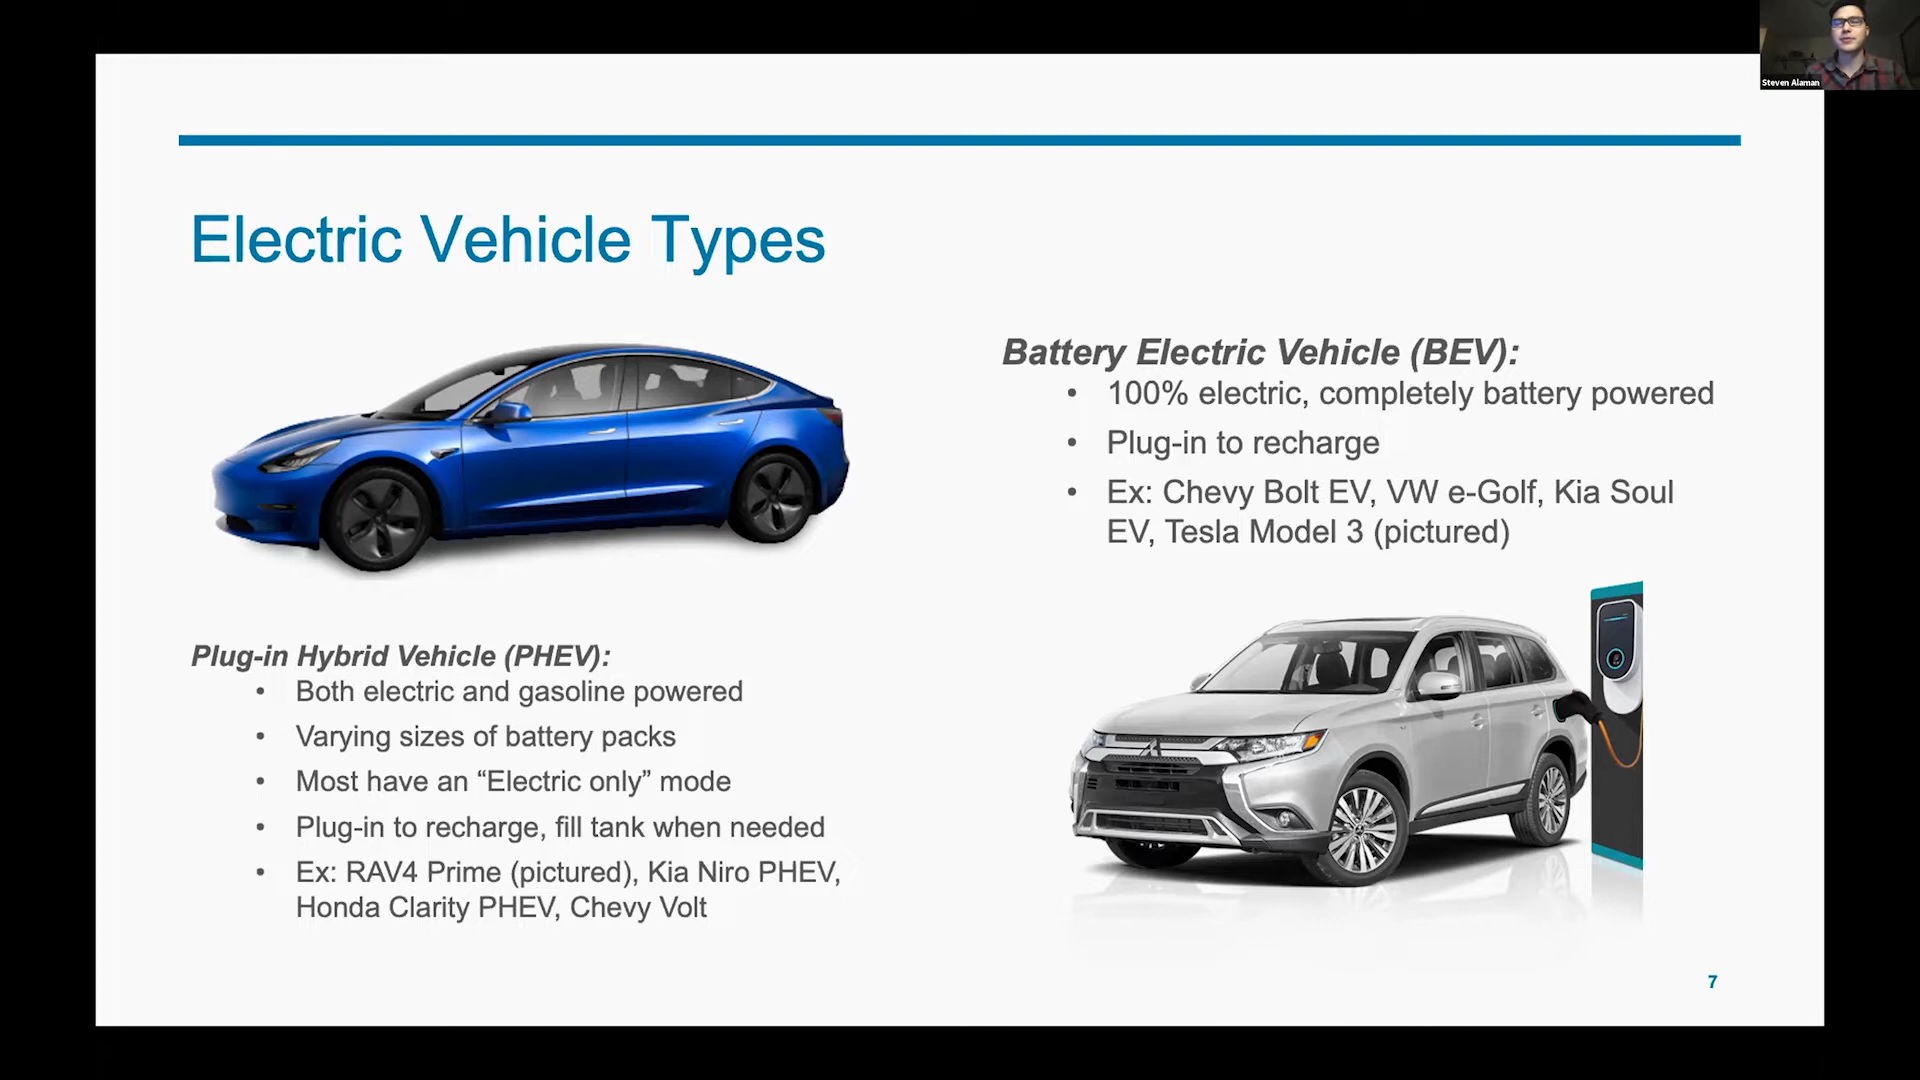 Steven Alaman
Electric Vehicle Types
Battery Electric Vehicle (BEV):
• 100% electric, completely battery powered
• Plug-in to recharge
• Ex: Chevy Bolt EV, VW e-Golf, Kia Soul
EV, Tesla Model 3 (pictured)
Plug-in Hybrid Vehicle (PHEV):
• Both electric and gasoline powered
• Varying sizes of battery packs
• Most have an “Electric only” mode
• Plug-in to recharge, fill tank when needed
• Ex: RAV4 Prime (pictured), Kia Niro PHEV,
Honda Clarity PHEV, Chevy Volt
7